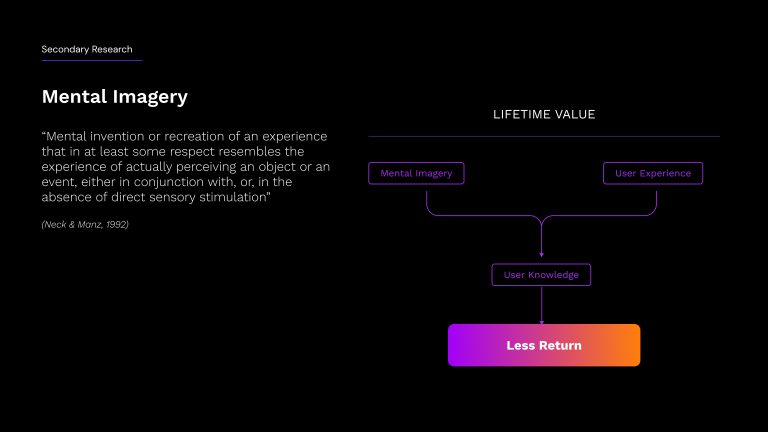 Secondary Research
Mental Imagery
“Mental invention or recreation of an experience
that in at least some respect resembles the
experience of actually perceiving an object or an
event, either in conjunction with, or, in the
absence of direct sensory stimulation”
(Neck & Manz, 1992)
LIFETIME VALUE
Mental Imagery
User Experience
User Knowledge
Less Return